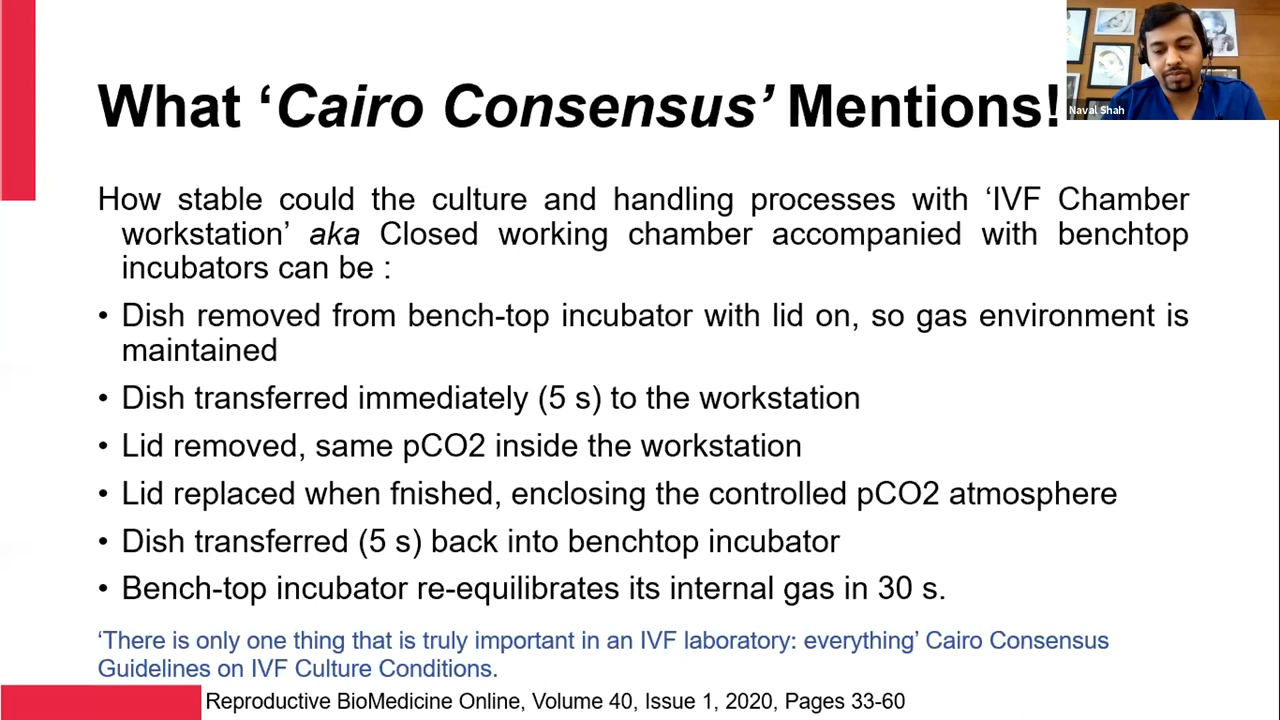 What ‘Cairo Consensus’ Mentions!
Naval Shah
How stable could the culture and handling processes with ‘IVF Chamber
workstation’ aka Closed working chamber accompanied with benchtop
incubators can be :
• Dish removed from bench-top incubator with lid on, so gas environment is
maintained
• Dish transferred immediately (5 s) to the workstation
• Lid removed, same pCO2 inside the workstation
• Lid replaced when fnished, enclosing the controlled pCO2 atmosphere
• Dish transferred (5 s) back into benchtop incubator
• Bench-top incubator re-equilibrates its internal gas in 30 s.
‘There is only one thing that is truly important in an IVF laboratory: everything’ Cairo Consensus
Guidelines on IVF Culture Conditions.
Reproductive BioMedicine Online, Volume 40, Issue 1, 2020, Pages 33-60